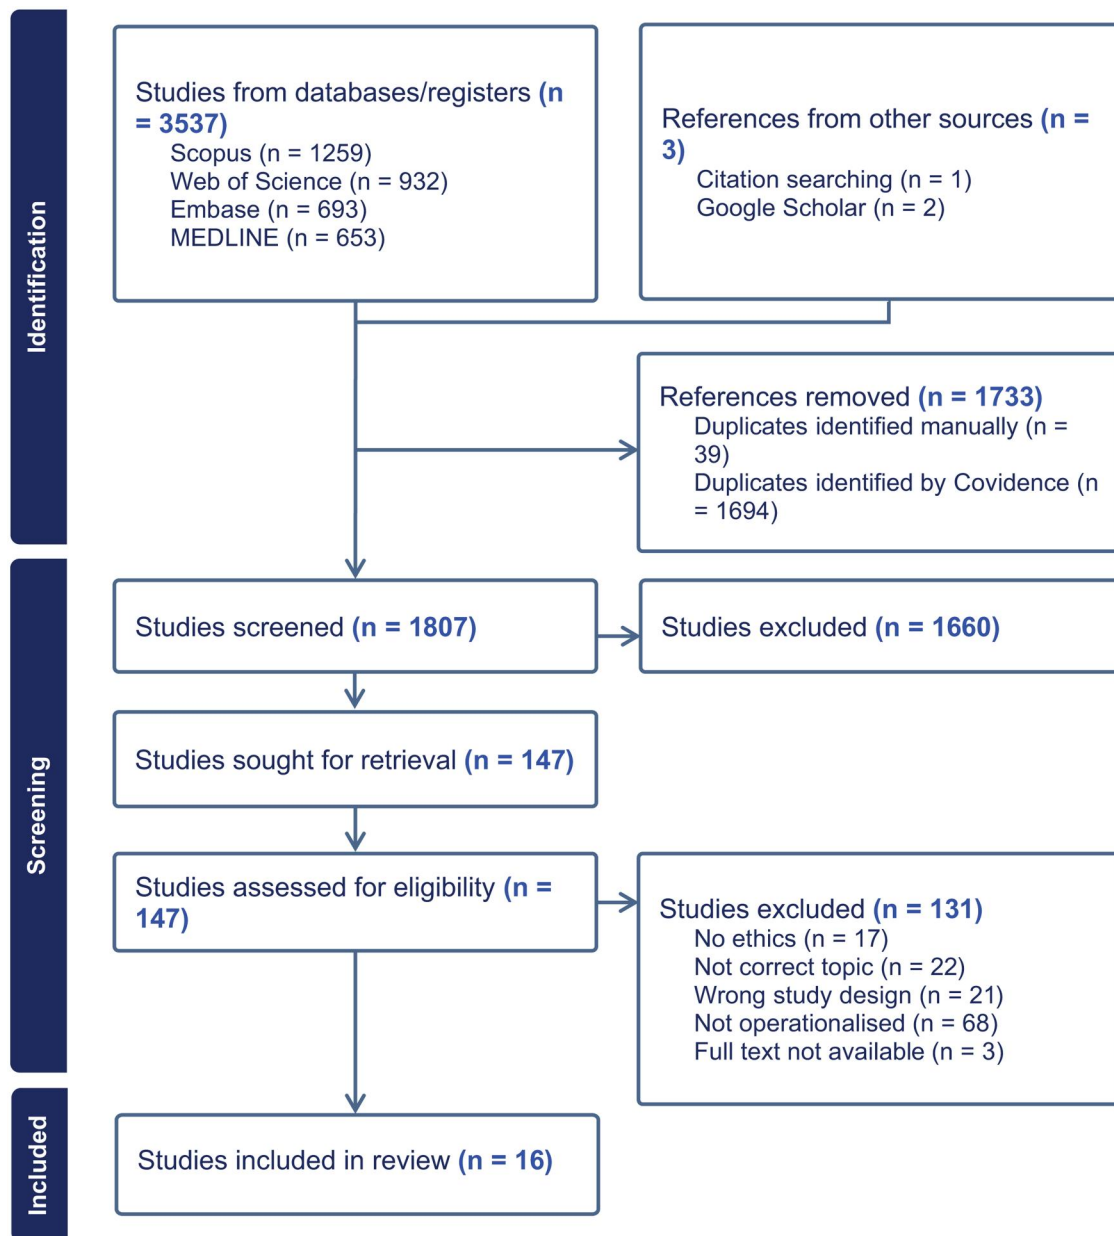 Identification
Studies from databases/registers (n
= 3537)
Scopus (n = 1259)
Web of Science (n = 932)
Embase (n = 693)
MEDLINE (n = 653)
References from other sources (n =
3)
Citation searching (n = 1)
Google Scholar (n = 2)
References removed (n = 1733)
Duplicates identified manually (n =
39)
Duplicates identified by Covidence (n
= 1694)
Screening
Studies screened (n = 1807)
Studies excluded (n = 1660)
Studies sought for retrieval (n = 147)
Studies assessed for eligibility (n =
147)
Studies excluded (n = 131)
No ethics (n = 17)
Not correct topic (n = 22)
Wrong study design (n = 21)
Not operationalised (n = 68)
Full text not available (n = 3)
Included
Studies included in review (n = 16)